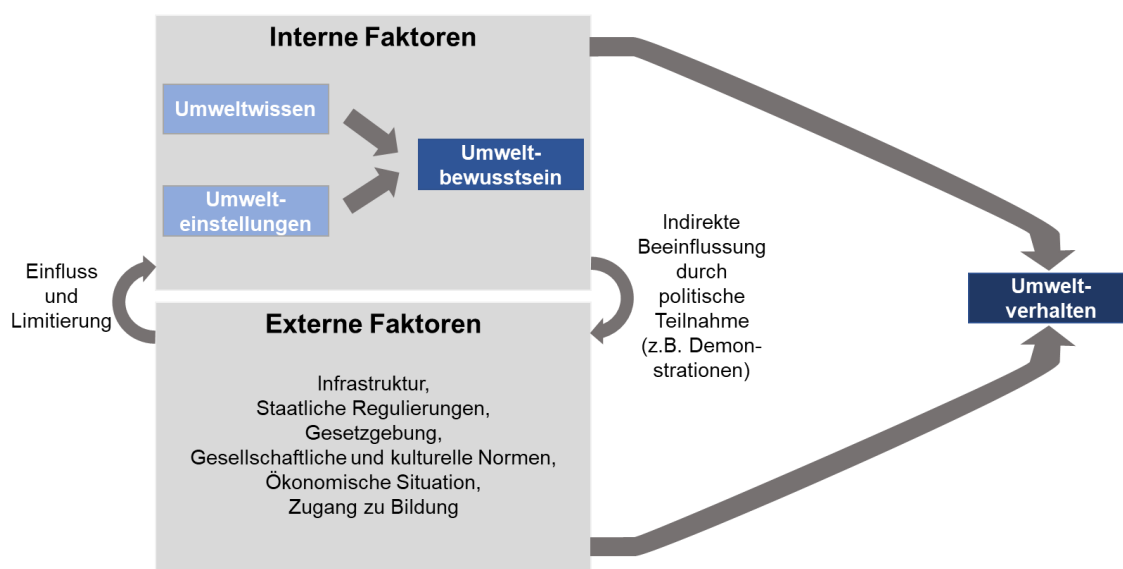 Interne Faktoren
Umweltwissen
Umwelt-
bewusstsein
Umwelt-
einstellungen
Einfluss
und
Limitierung
Indirekte
Beeinflussung
durch
politische
Teilnahme
(z.B. Demon-
strationen)
Umwelt-
verhalten
Externe Faktoren
Infrastruktur,
Staatliche Regulierungen,
Gesetzgebung,
Gesellschaftliche und kulturelle Normen,
Ökonomische Situation,
Zugang zu Bildung